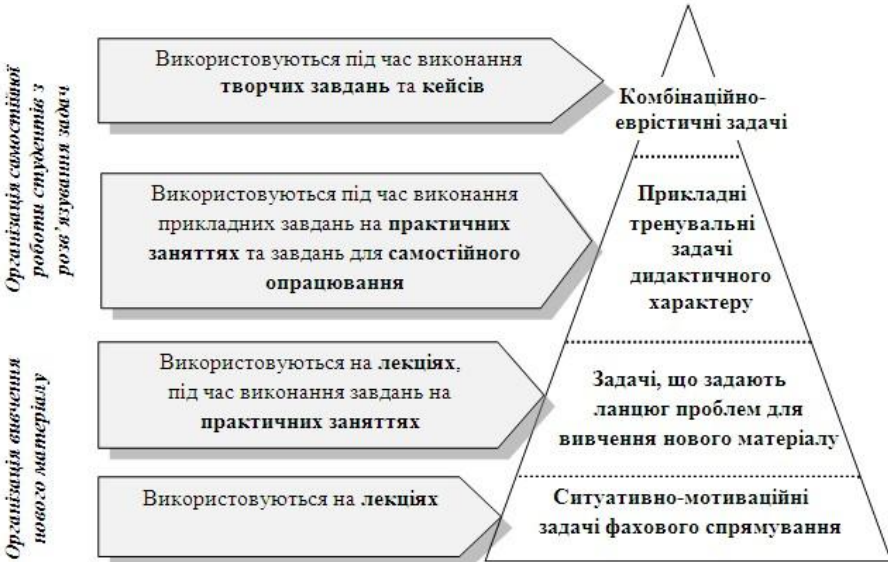 Організація самостійної
роботи студентів з
розв’язування задач
Використовуються під час виконання
творчих завдань та кейсів
Комбінаційно-
еврістичні задачі
Використовуються під час виконання
прикладних завдань на практичних
заняттях та завдань для самостійного
опрацювання
Прикладні
тренувальні
задачі
дидактичного
характеру
Організація вивчення
нового матеріалу
Використовуються на лекціях,
під час виконання завдань на
практичних заняттях
Задачі, що задають
ланцюг проблем для
вивчення нового матеріалу
Використовуються на лекціях
Ситуативно-мотиваційні
задачі фахового спрямування